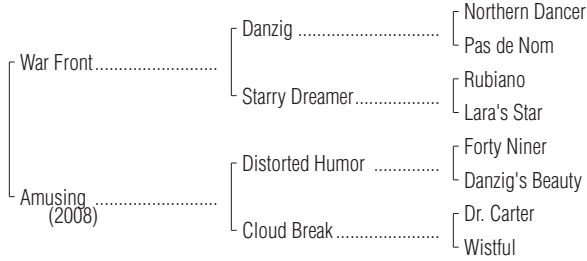 Northern Dancer
Danzig ..................................
Pas de Nom
War Front.............................
Rubiano
Starry Dreamer....................
Lara's Star
Forty Niner
Distorted Humor ................
Danzig's Beauty
Amusing .............................
(2008)
Dr. Carter
Cloud Break.........................
Wistful